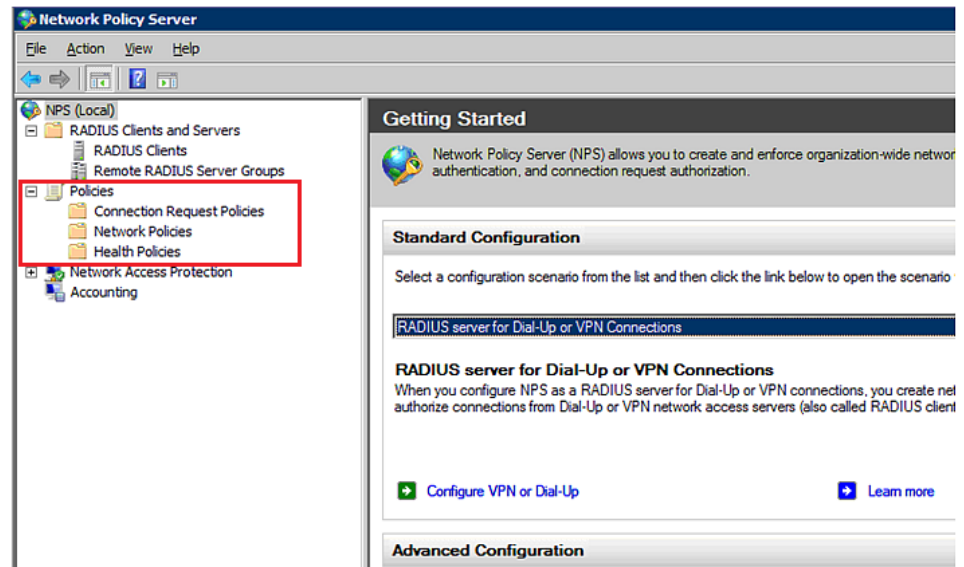 Network Policy Server
File Action View Help
NPS (Local)
RADIUS Clients and Servers
RADIUS Clients
Remote RADIUS Server Groups
Policies
Connection Request Policies
Network Policies
Health Policies
Network Access Protection
Accounting
Getting Started
Network Policy Server (NPS) allows you to create and enforce organization-wide networ
authentication, and connection request authorization.
Standard Configuration
Select a configuration scenario from the list and then click the link below to open the scenario
RADIUS server for Dial-Up or VPN Connections
RADIUS server for Dial-Up or VPN Connections
When you configure NPS as a RADIUS server for Dial-Up or VPN connections, you create net
authorize connections from Dial-Up or VPN network access servers (also called RADIUS client
Configure VPN or Dial-Up
Learn more
Advanced Configuration